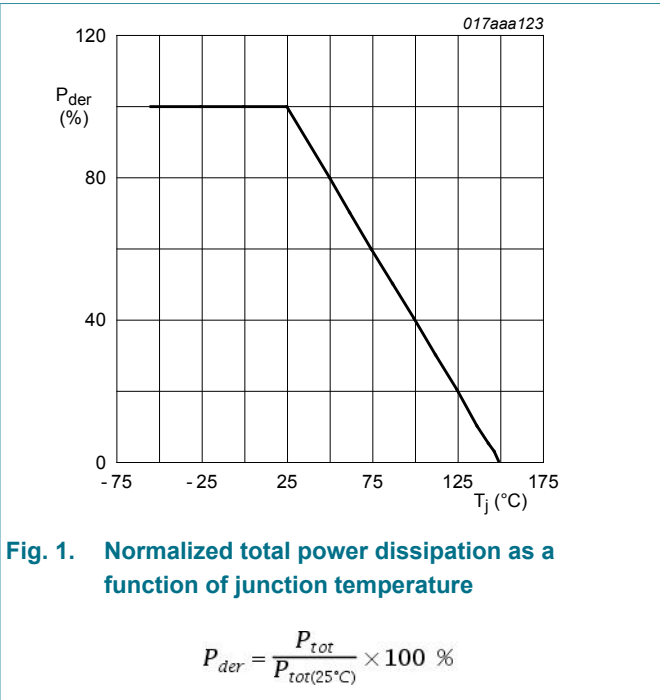 017aaa123
120
Pder
(%)
80
40
0
- 75
- 25
25
75
125
175
Tj (°C)
Fig. 1. Normalized total power dissipation as a
function of junction temperature
Pder = Ptot / Ptot(25°C) × 100 %